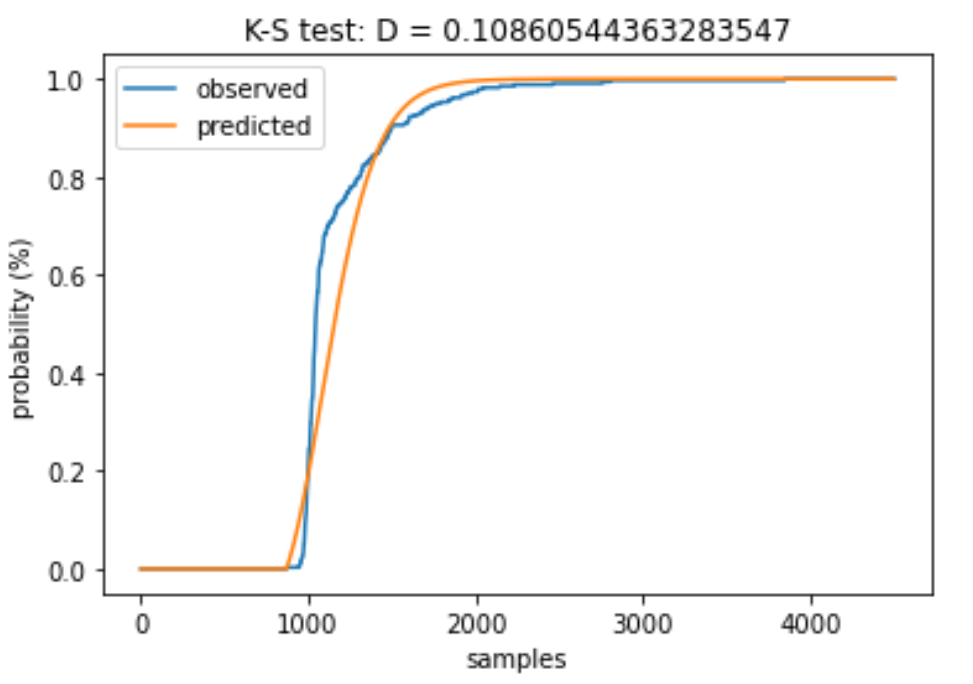 K-S test: D = 0.10860544363283547
observed
predicted
1.0
0.8
0.6
0.4
0.2
0.0
probability (%)
0 1000 2000 3000 4000
samples